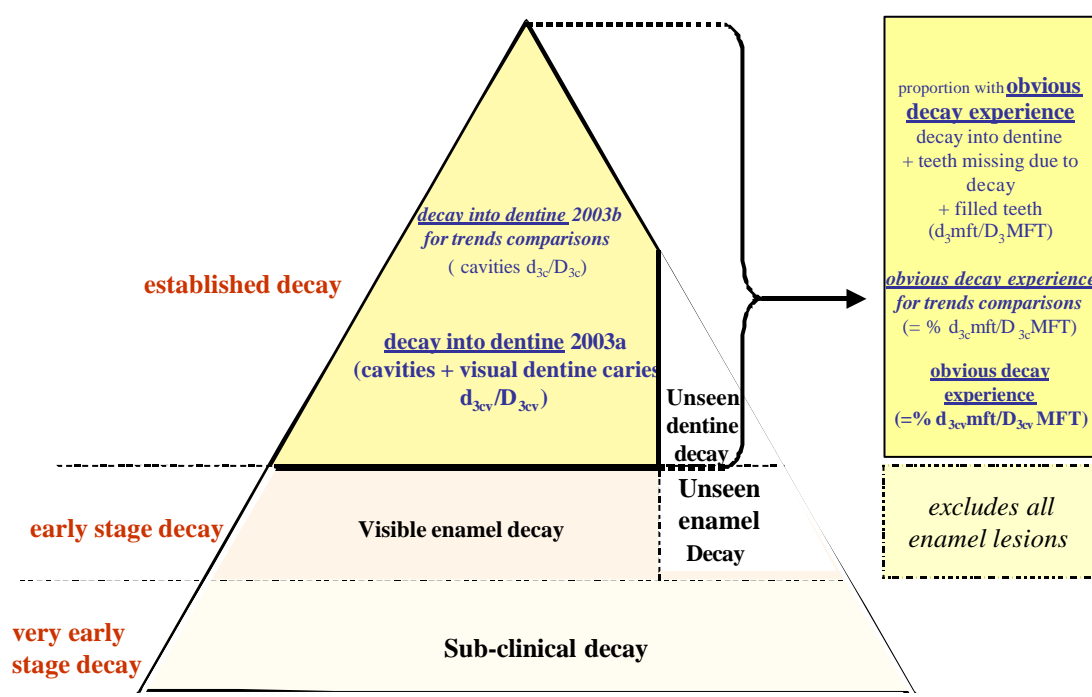 established decay
decay into dentine 2003b
for trends comparisons
( cavities d3c/D3c)
decay into dentine 2003a
(cavities + visual dentine caries
d3cv/D3cv)
Unseen
dentine
decay
early stage decay
Visible enamel decay
Unseen
enamel
Decay
very early
stage decay
Sub-clinical decay
proportion with obvious
decay experience
decay into dentine
+ teeth missing due to
decay
+ filled teeth
(d3mft/D3MFT)
obvious decay experience
for trends comparisons
(= % d3cmft/D3cMFT)
obvious decay
experience
(=% d3cvmft/D3cv MFT)
excludes all
enamel lesions